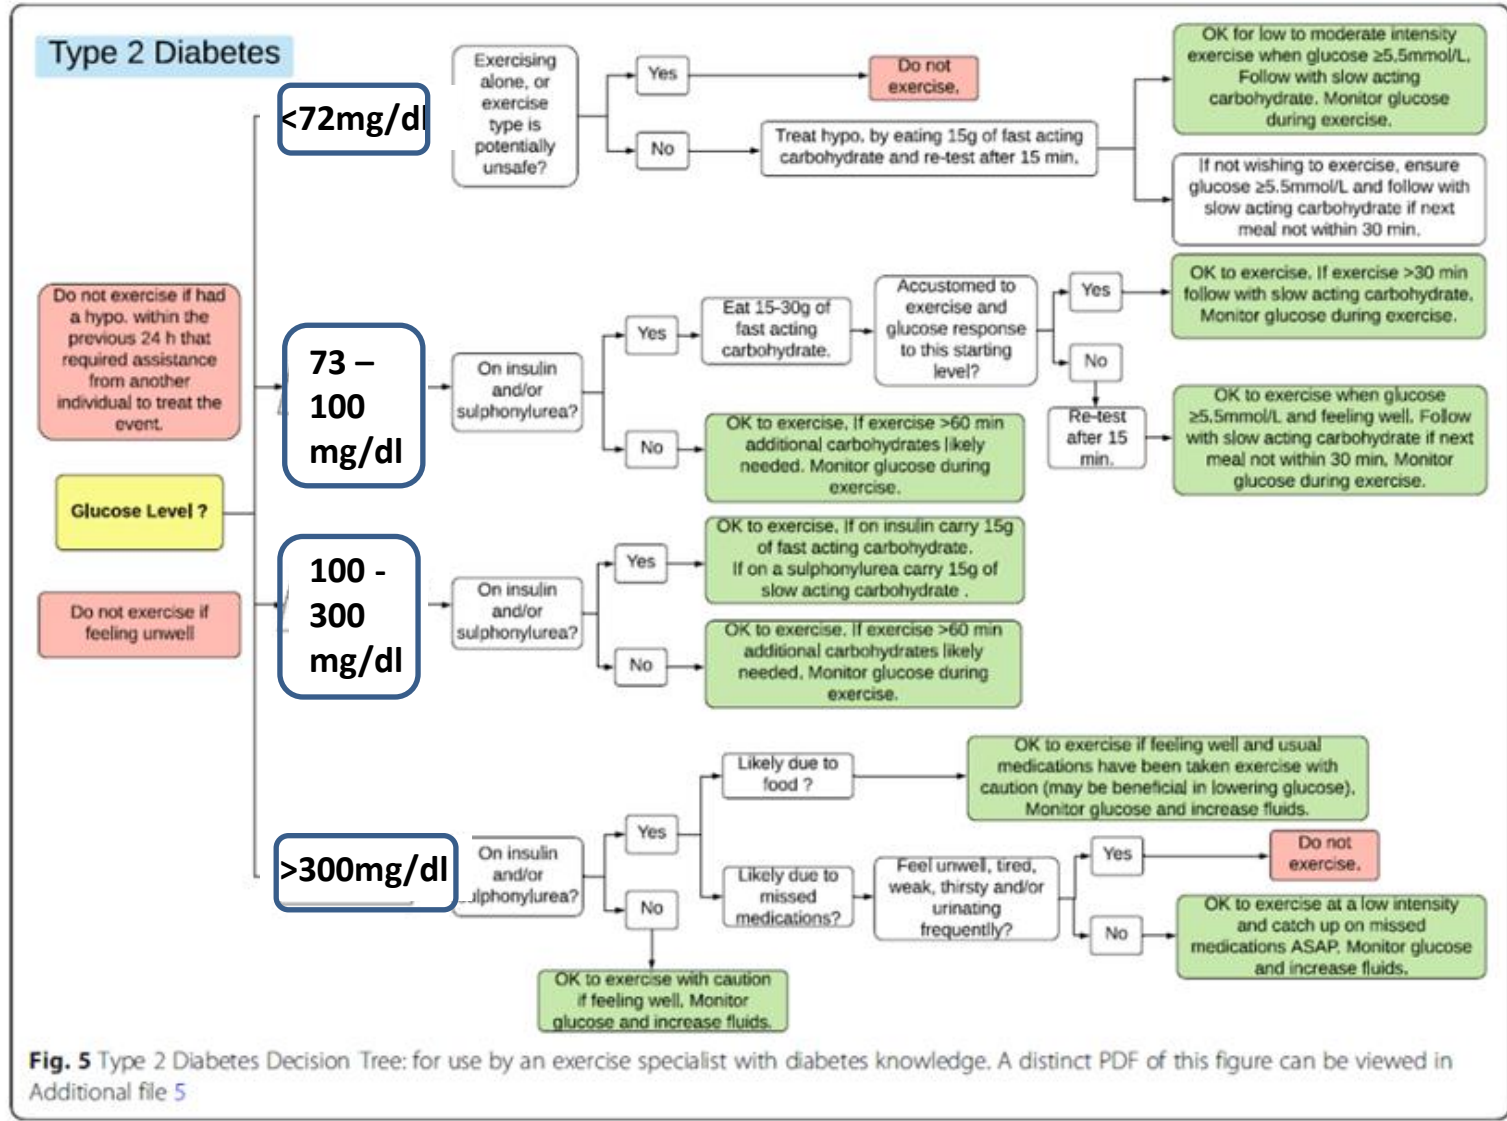 Type 2 Diabetes
<72mg/dl
Exercising
alone, or
exercise
type is
potentially
unsafe?
Yes
Do not
exercise.
No
Treat hypo. by eating 15g of fast acting
carbohydrate and re-test after 15 min.
OK for low to moderate intensity
exercise when glucose ≥5.5mmol/L.
Follow with slow acting
carbohydrate. Monitor glucose
during exercise.
If not wishing to exercise, ensure
glucose ≥5.5mmol/L and follow with
slow acting carbohydrate if next
meal not within 30 min.
Do not exercise if had
a hypo. within the
previous 24 h that
required assistance
from another
individual to treat the
event.
Glucose Level ?
Do not exercise if
feeling unwell
73 –
100
mg/dl
On insulin
and/or
sulphonylurea?
Yes
Eat 15-30g of
fast acting
carbohydrate.
Accustomed to
exercise and
glucose response
to this starting
level?
Yes
OK to exercise. If exercise >30 min
follow with slow acting carbohydrate.
Monitor glucose during exercise.
No
Re-test
after 15
min.
OK to exercise when glucose
≥5.5mmol/L and feeling well. Follow
with slow acting carbohydrate if next
meal not within 30 min. Monitor
glucose during exercise.
No
OK to exercise. If exercise >60 min
additional carbohydrates likely
needed. Monitor glucose during
exercise.
100 -
300
mg/dl
On insulin
and/or
sulphonylurea?
Yes
OK to exercise. If on insulin carry 15g
of fast acting carbohydrate.
If on a sulphonylurea carry 15g of
slow acting carbohydrate .
No
OK to exercise. If exercise >60 min
additional carbohydrates likely
needed. Monitor glucose during
exercise.
>300mg/dl
On insulin
and/or
ulphonylurea?
Yes
Likely due to
food ?
OK to exercise if feeling well and usual
medications have been taken exercise with
caution (may be beneficial in lowering glucose).
Monitor glucose and increase fluids.
Likely due to
missed
medications?
Feel unwell, tired,
weak, thirsty and/or
urinating
frequentlly?
Yes
Do not
exercise.
No
OK to exercise at a low intensity
and catch up on missed
medications ASAP. Monitor glucose
and increase fluids.
No
OK to exercise with caution
if feeling well. Monitor
glucose and increase fluids.
Fig. 5 Type 2 Diabetes Decision Tree: for use by an exercise specialist with diabetes knowledge. A distinct PDF of this figure can be viewed in
Additional file 5